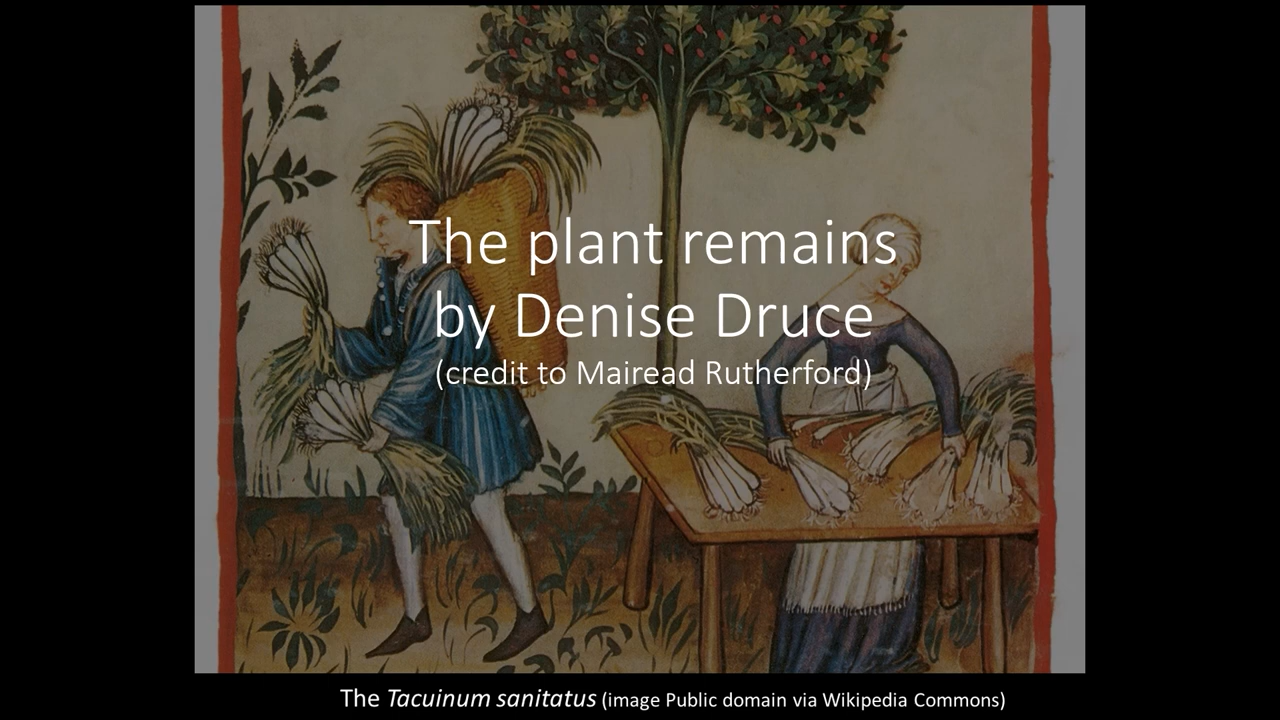 The plant remains
by Denise Druce
(credit to Mairead Rutherford)
The Tacuinum sanitatus (image Public domain via Wikipedia Commons)